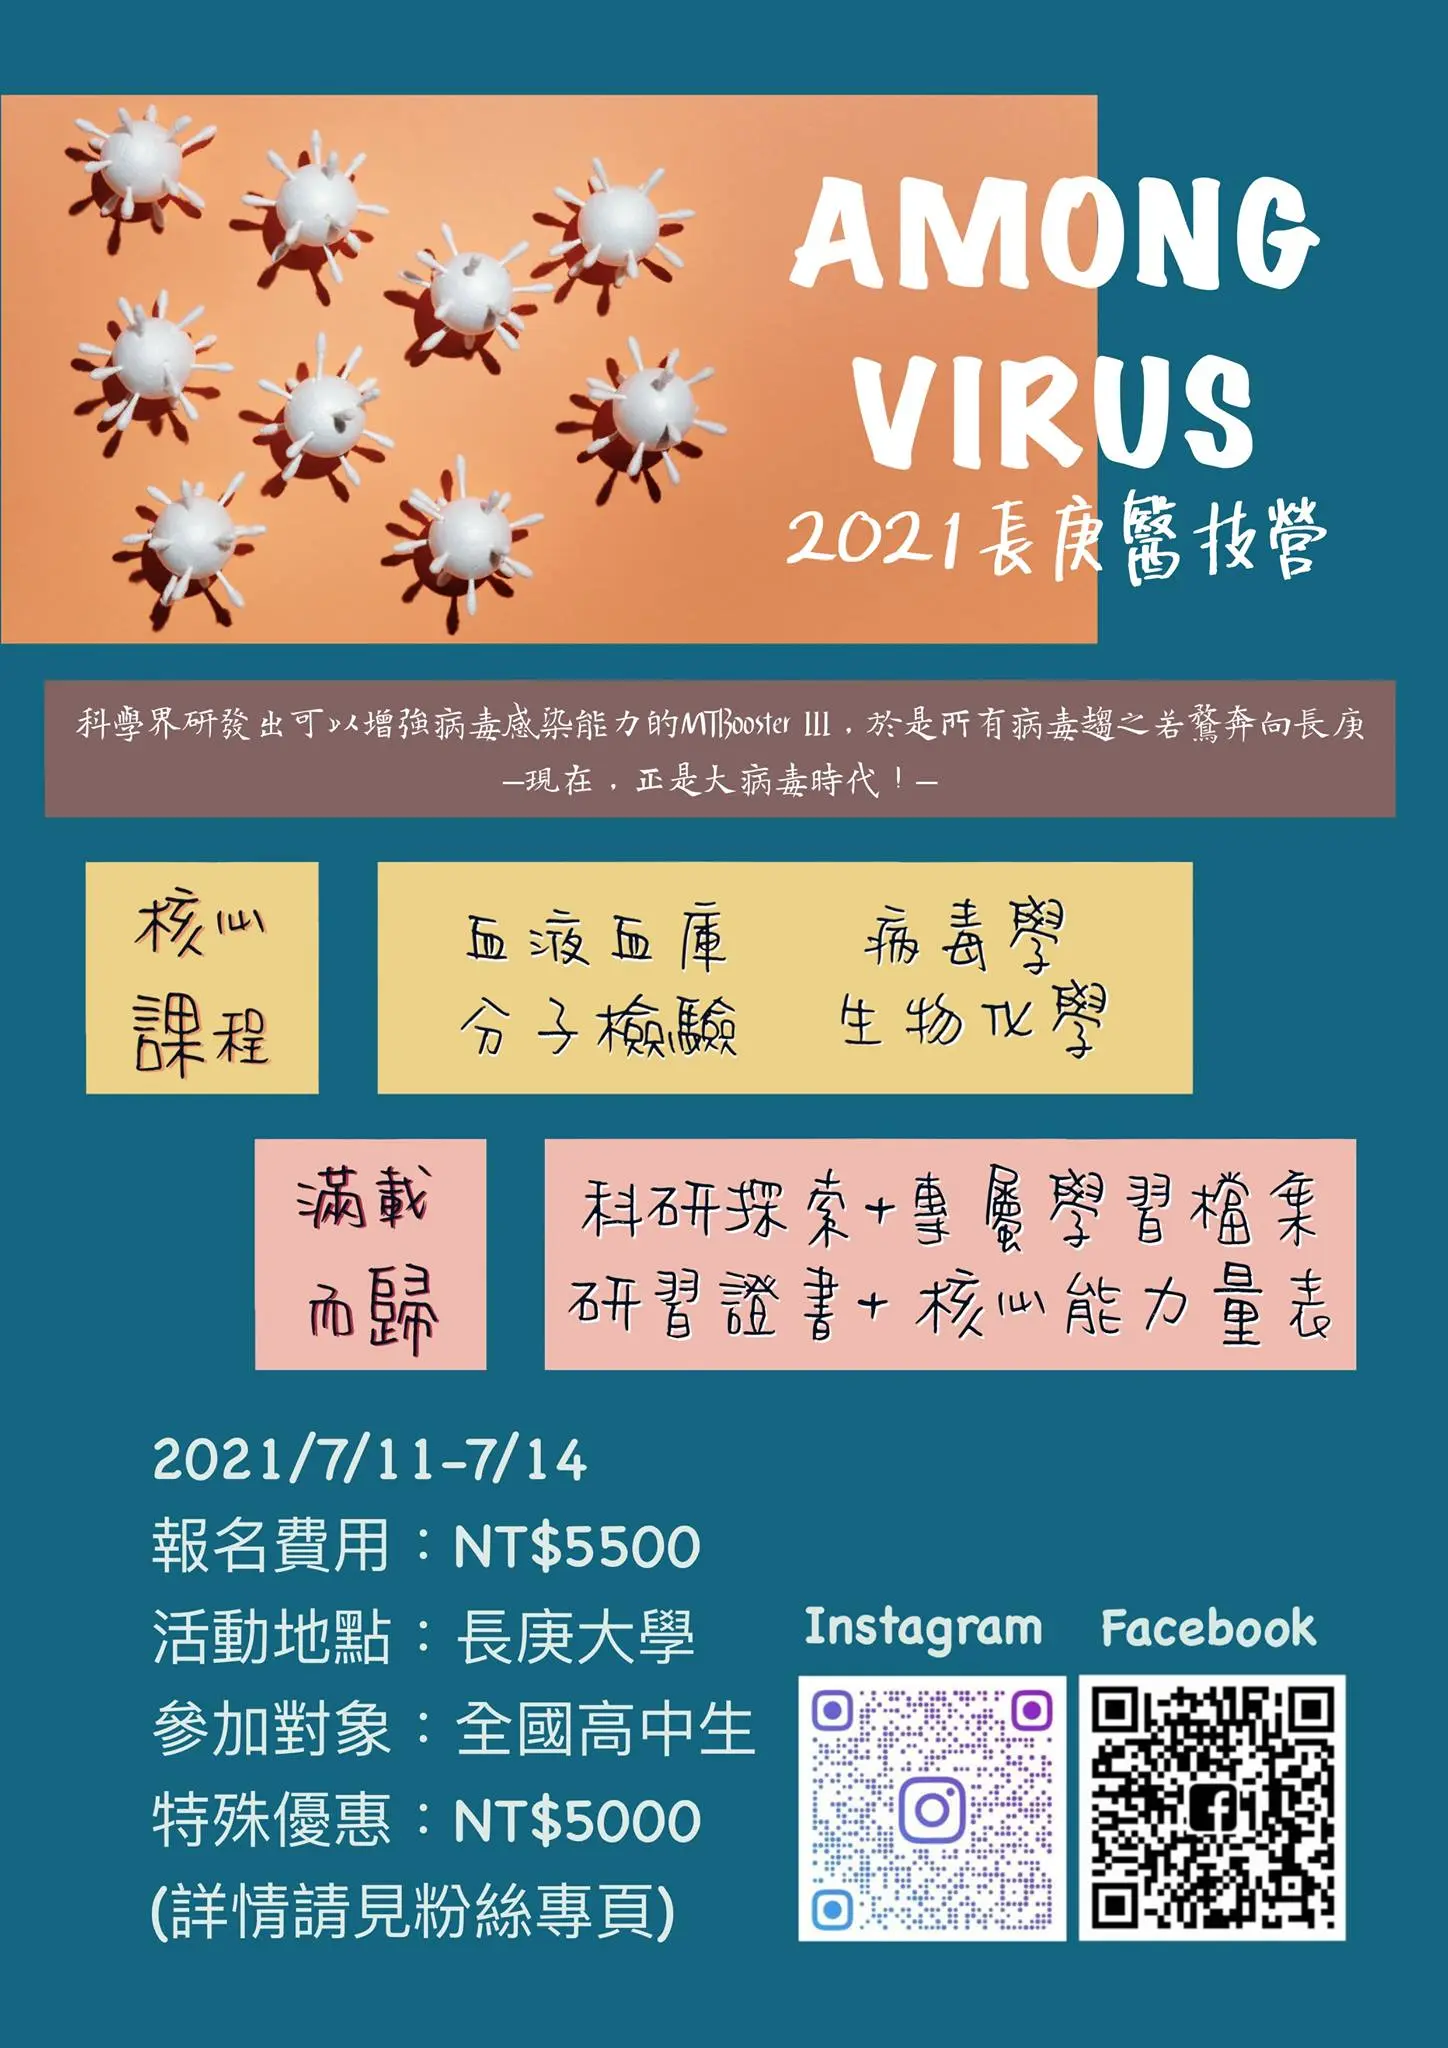 AMONG
VIRUS
2021長庚醫技營
科學界研發出可以增強病毒感染能力的MTBooster III，於是所有病毒趨之若鶩奔向長庚
—現在，正是大病毒時代！—
核心
課程
血液血庫 病毒學
分子檢驗 生物化學
滿載
而歸
科研探索+專屬學習檔集
研習證書+核心能力量表
2021/7/11-7/14
報名費用：NT$5500
活動地點：長庚大學
參加對象：全國高中生
特殊優惠：NT$5000
(詳情請見粉絲專頁)
Instagram Facebook